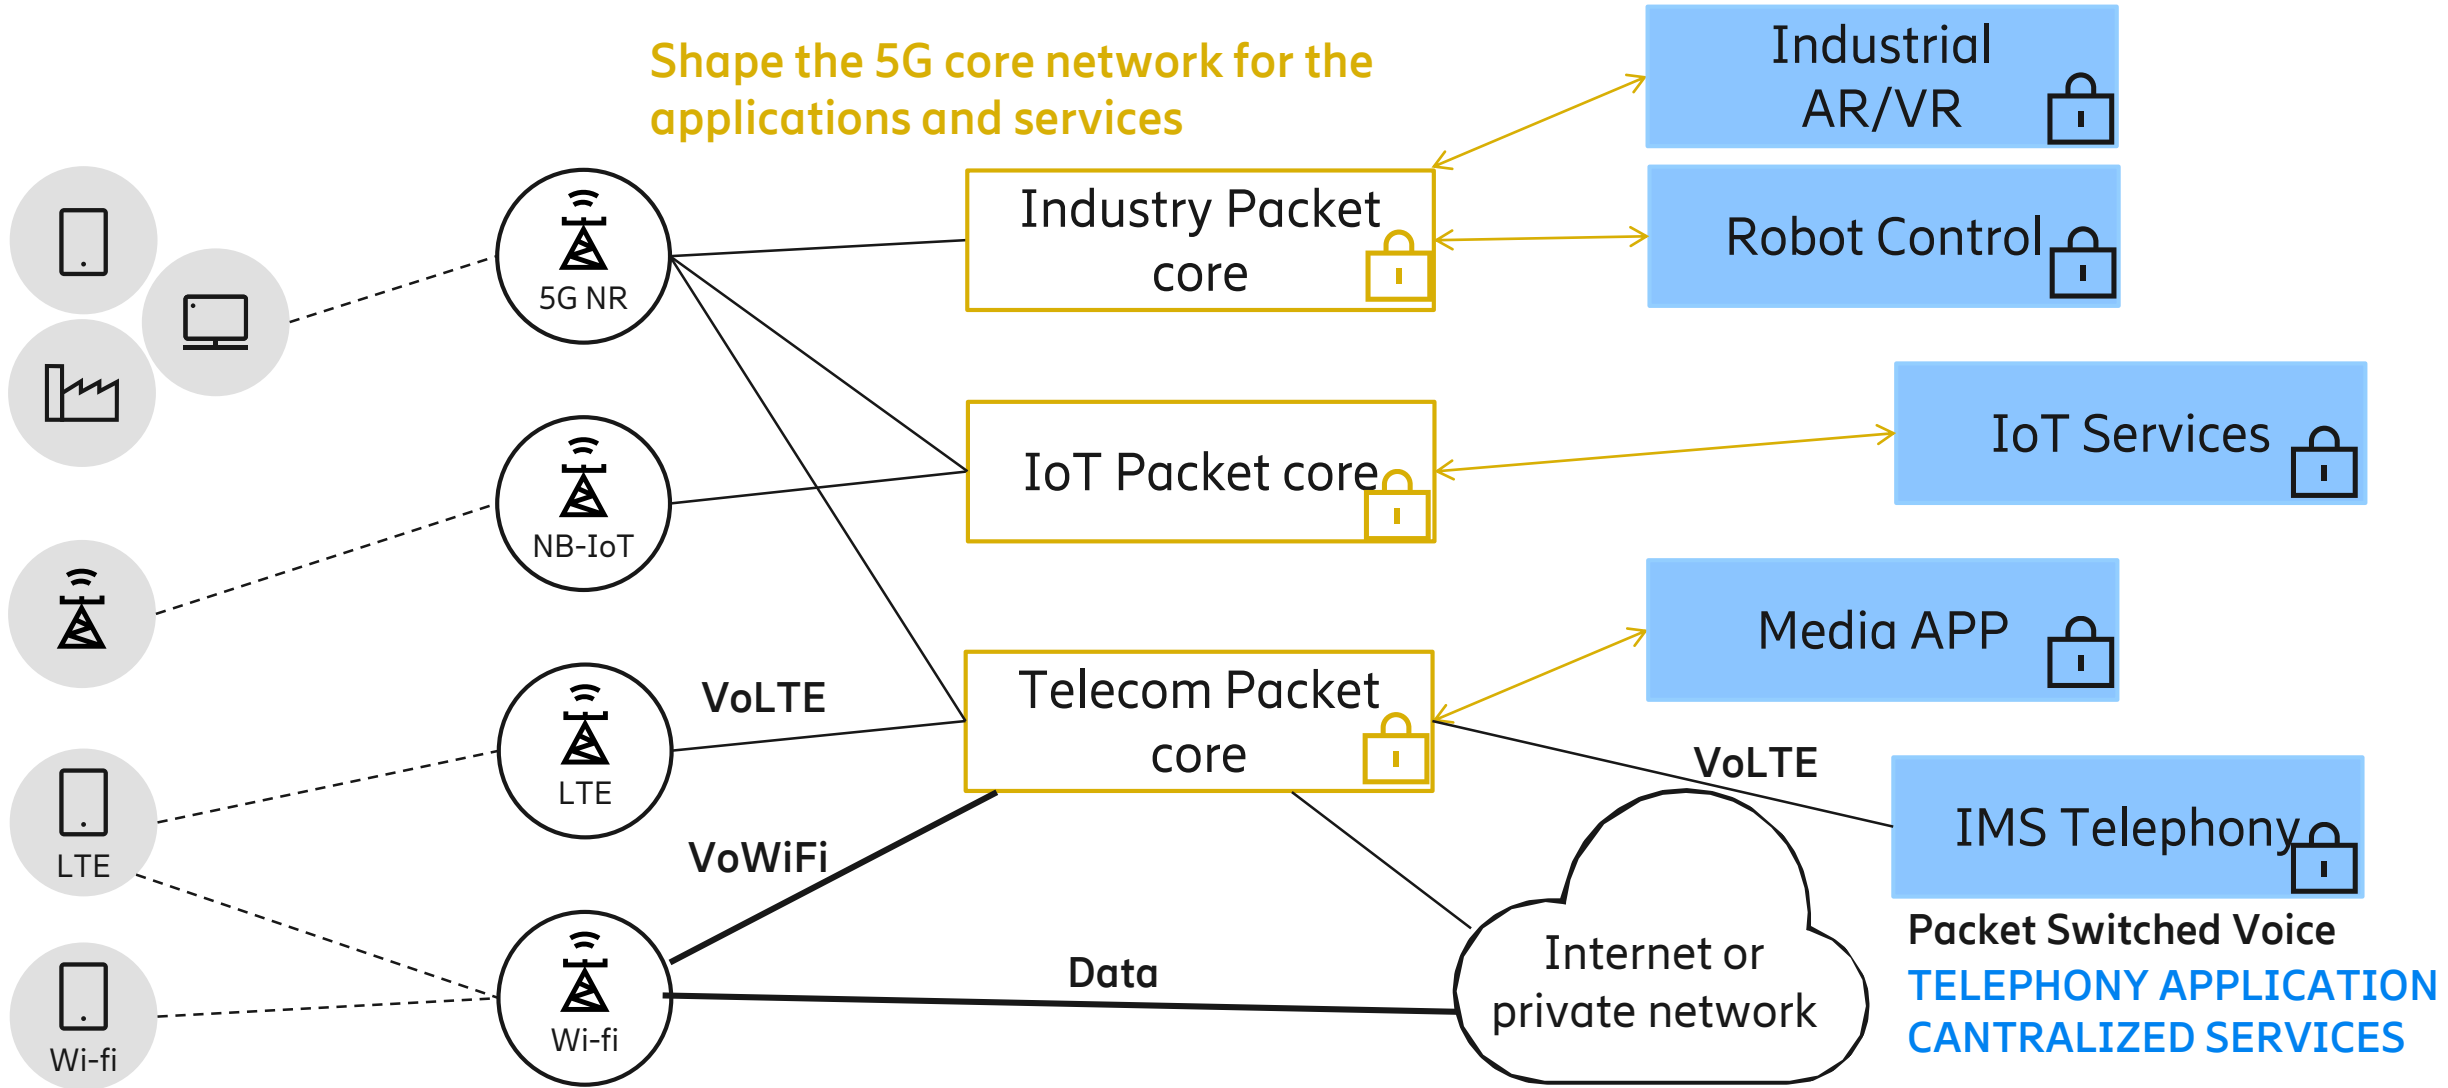 Shape the 5G core network for the
applications and services
Industrial
AR/VR
Industry Packet
core
Robot Control
5G NR
IoT Packet core
IoT Services
NB-IoT
Media APP
VoLTE
Telecom Packet
core
VoLTE
LTE
IMS Telephony
LTE
VoWiFi
Packet Switched Voice
TELEPHONY APPLICATION
CANTRALIZED SERVICES
Data
Internet or
private network
Wi-fi
Wi-fi